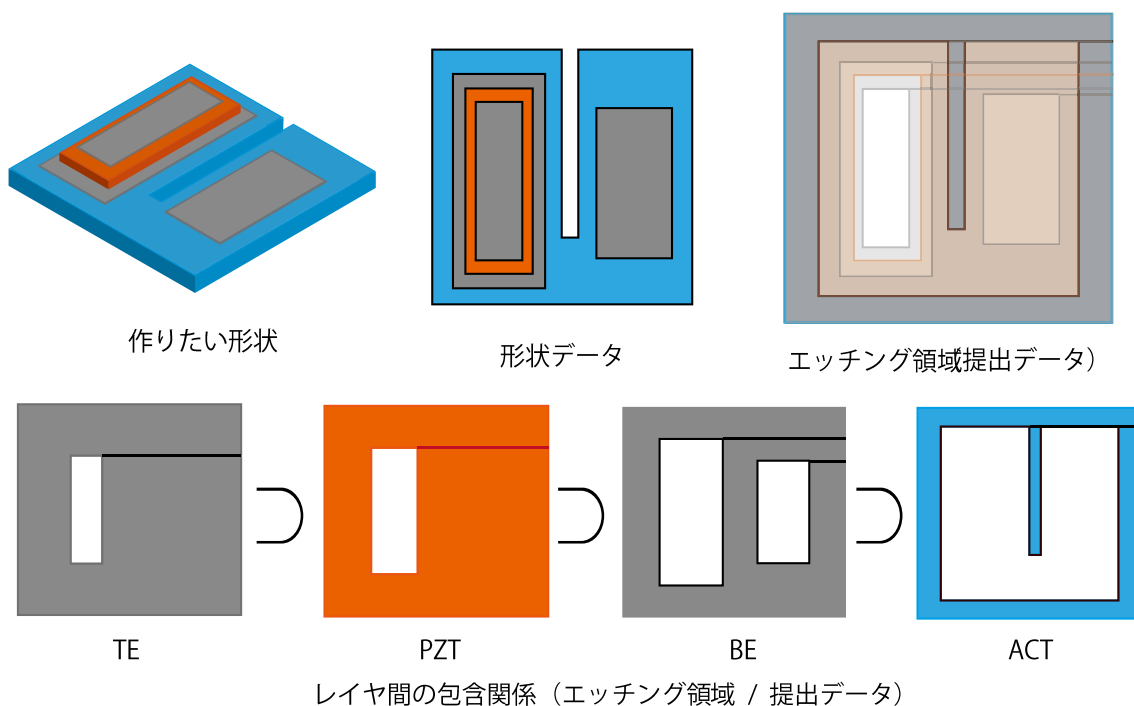 作りたい形状
形状データ
エッチング領域提出データ）
TE
PZT
BE
ACT
レイヤ間の包含関係（エッチング領域 / 提出データ）